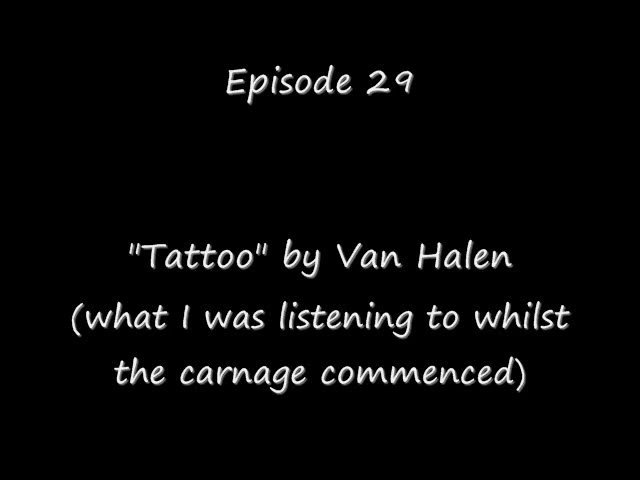 Episode 29
"Tattoo" by Van Halen
(what I was listening to whilst
the carnage commenced)